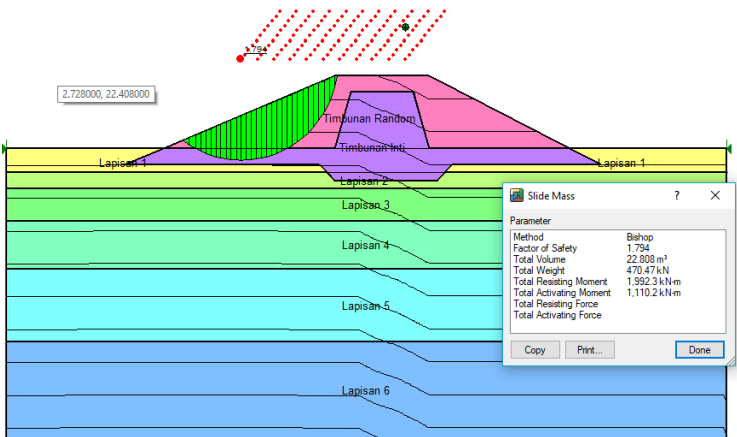 1.794
2.728000, 22.408000
Timbunan Random
Timbunan Inti
Lapisan 1
Lapisan 1
Lapisan 2
Lapisan 3
Lapisan 4
Lapisan 5
Lapisan 6
Slide Mass ? ×
Parameter
Method Bishop
Factor of Safety 1.794
Total Volume 22.808 m³
Total Weight 470.47 kN
Total Resisting Moment 1,992.3 kN·m
Total Activating Moment 1,110.2 kN·m
Total Resisting Force
Total Activating Force
Copy Print... Done